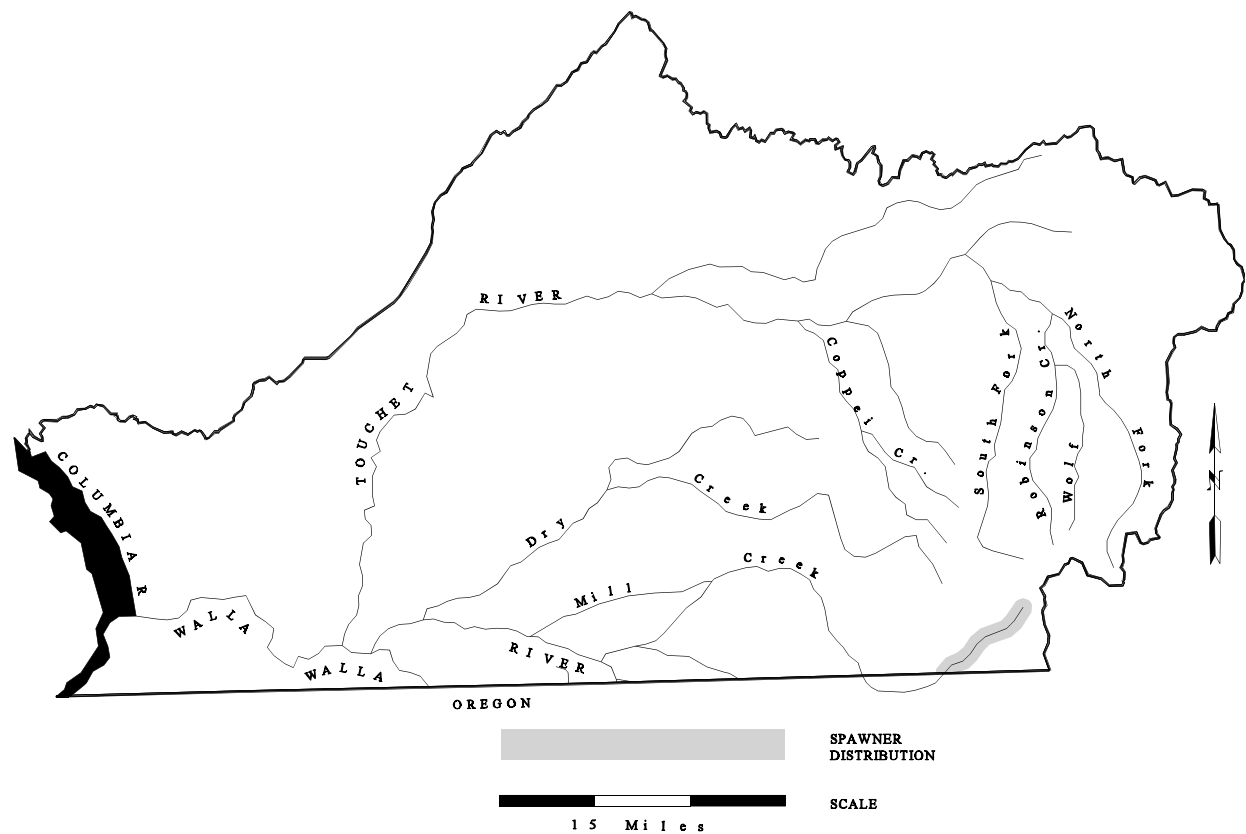 RIVER
North
Coppei Cr.
South Fork
Robinson Cr.
Wolf
Fork
TOUCHET
COLUMBIA R
Dry
Creek
Creek
Mill
WALLA
WALLA
RIVER
OREGON
N
SPAWNER
DISTRIBUTION
SCALE
15 Miles